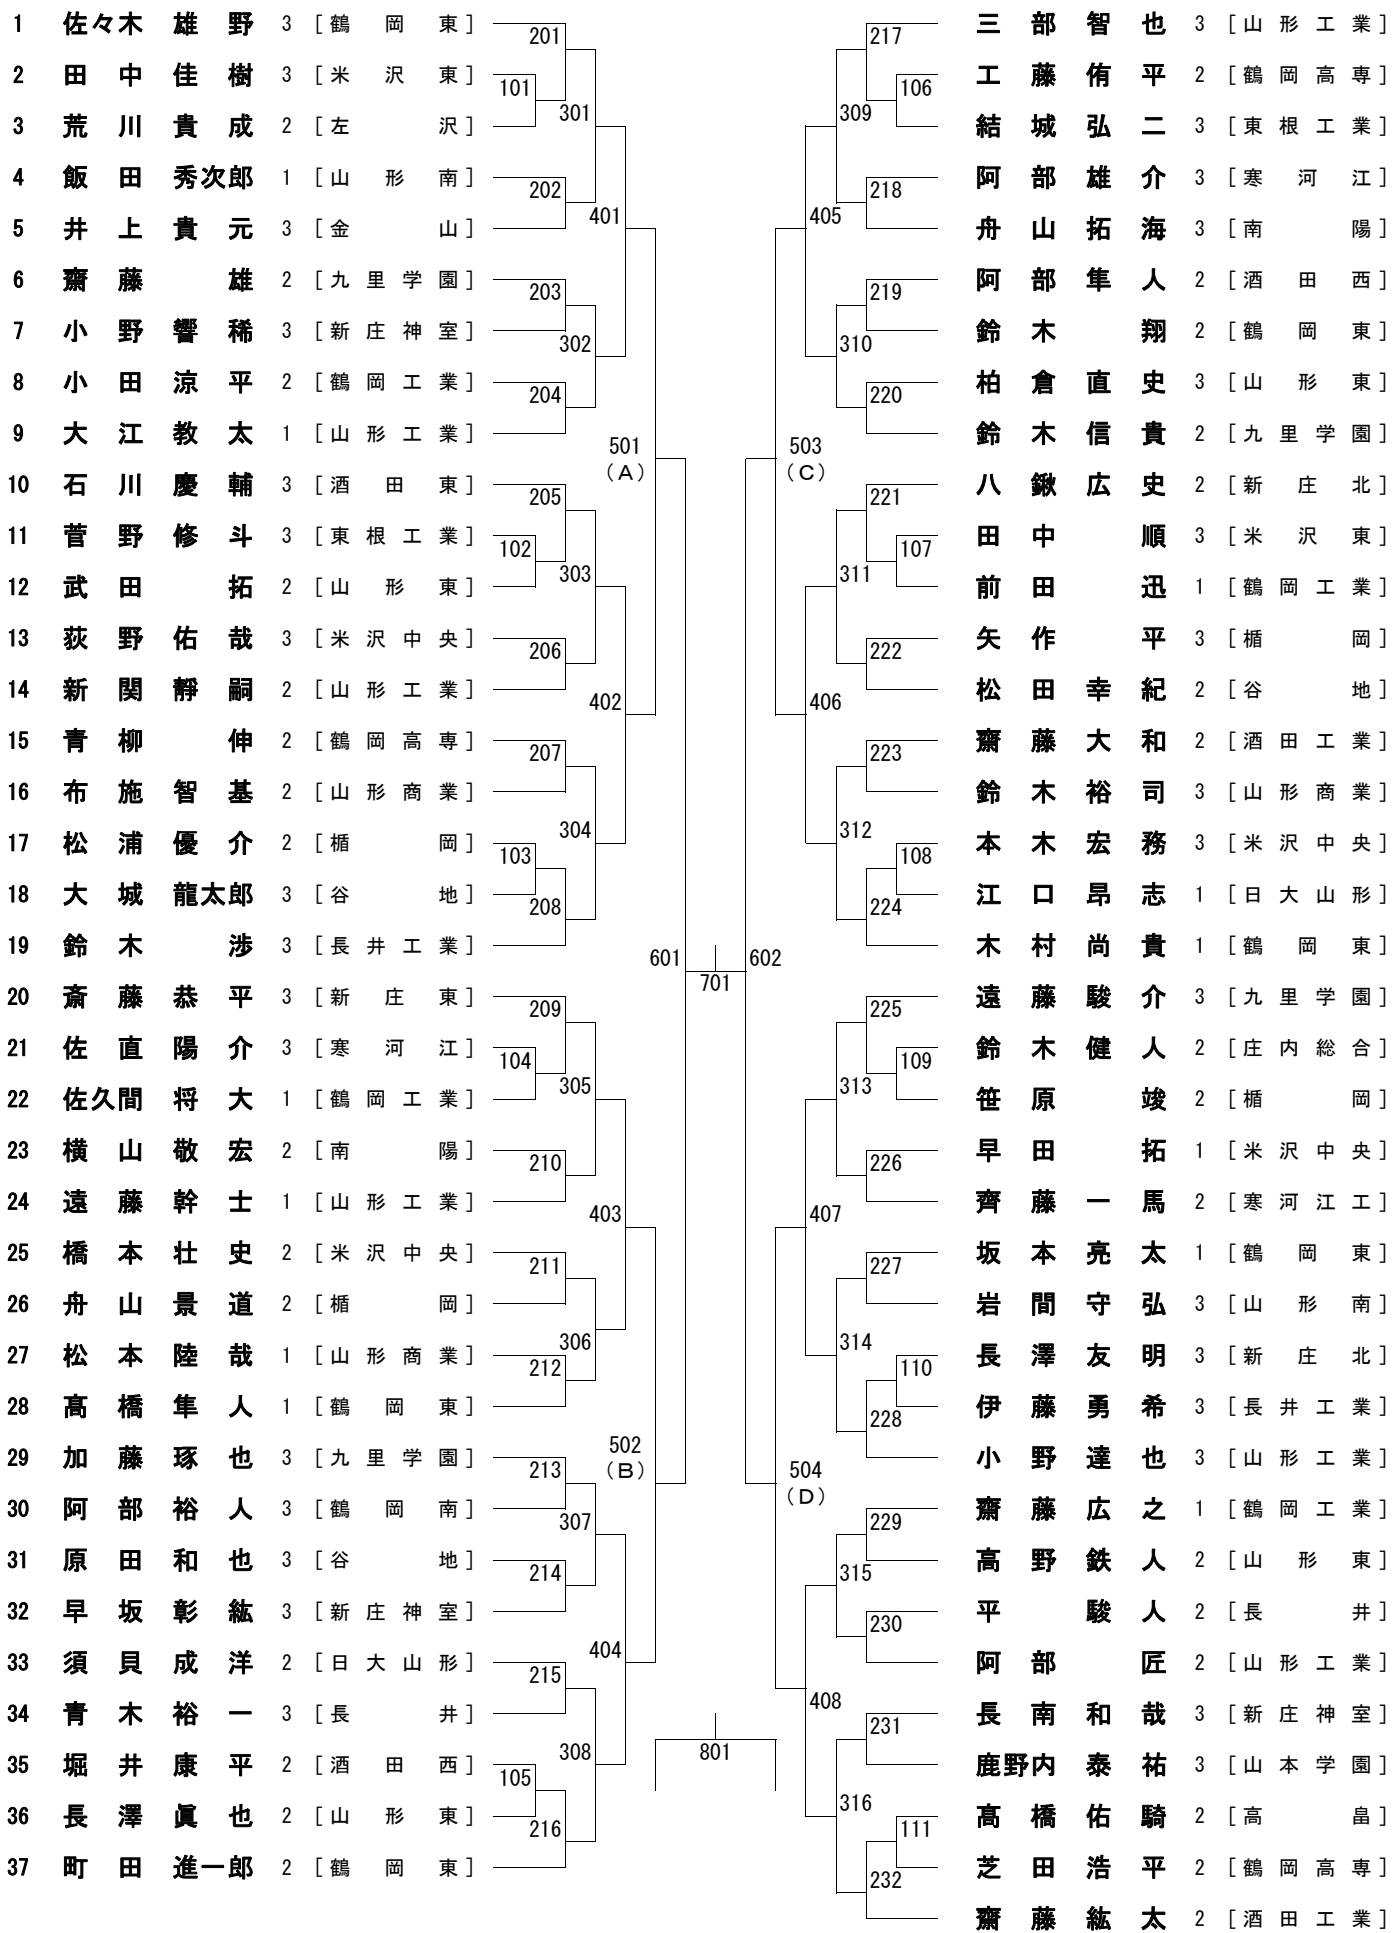 1 佐々木 雄 野 3 [鶴 岡 東] 201 217 三 部 智 也 3 [山 形 工 業]
2 田 中 佳 樹 3 [米 沢 東] 101 106 工 藤 侑 平 2 [鶴 岡 高 専]
301 309
3 荒 川 貴 成 2 [左 沢] 結 城 弘 二 3 [東 根 工 業]
4 飯 田 秀次郎 1 [山 形 南] 202 218 阿 部 雄 介 3 [寒 河 江]
401 405
5 井 上 貴 元 3 [金 山] 舟 山 拓 海 3 [南 陽]
6 齋 藤 雄 2 [九 里 学 園] 203 219 阿 部 隼 人 2 [酒 田 西]
7 小 野 響 稀 3 [新 庄 神 室] 302 310 鈴 木 翔 2 [鶴 岡 東]
8 小 田 涼 平 2 [鶴 岡 工 業] 204 220 柏 倉 直 史 3 [山 形 東]
9 大 江 教 太 1 [山 形 工 業] 鈴 木 信 貴 2 [九 里 学 園]
501 503
(A) (C)
10 石 川 慶 輔 3 [酒 田 東] 205 221 八 鍬 広 史 2 [新 庄 北]
11 菅 野 修 斗 3 [東 根 工 業] 102 107 田 中 順 3 [米 沢 東]
303 311
12 武 田 拓 2 [山 形 東] 前 田 迅 1 [鶴 岡 工 業]
13 荻 野 佑 哉 3 [米 沢 中 央] 206 222 矢 作 平 3 [楯 岡]
14 新 関 靜 嗣 2 [山 形 工 業] 402 406 松 田 幸 紀 2 [谷 地]
15 青 柳 伸 2 [鶴 岡 高 専] 207 223 齋 藤 大 和 2 [酒 田 工 業]
16 布 施 智 基 2 [山 形 商 業] 鈴 木 裕 司 3 [山 形 商 業]
304 312
17 松 浦 優 介 2 [楯 岡] 103 108 本 木 宏 務 3 [米 沢 中 央]
18 大 城 龍太郎 3 [谷 地] 208 224 江 口 昂 志 1 [日 大 山 形]
19 鈴 木 渉 3 [長 井 工 業] 木 村 尚 貴 1 [鶴 岡 東]
601 602
701
20 斎 藤 恭 平 3 [新 庄 東] 209 225 遠 藤 駿 介 3 [九 里 学 園]
21 佐 直 陽 介 3 [寒 河 江] 104 109 鈴 木 健 人 2 [庄 内 総 合]
305 313
22 佐久間 将 大 1 [鶴 岡 工 業] 笹 原 竣 2 [楯 岡]
23 横 山 敬 宏 2 [南 陽] 210 226 早 田 拓 1 [米 沢 中 央]
24 遠 藤 幹 士 1 [山 形 工 業] 403 407 齊 藤 一 馬 2 [寒 河 江 工]
25 橋 本 壮 史 2 [米 沢 中 央] 211 227 坂 本 亮 太 1 [鶴 岡 東]
26 舟 山 景 道 2 [楯 岡] 岩 間 守 弘 3 [山 形 南]
306 314
27 松 本 陸 哉 1 [山 形 商 業] 212 110 長 澤 友 明 3 [新 庄 北]
28 髙 橋 隼 人 1 [鶴 岡 東] 228 伊 藤 勇 希 3 [長 井 工 業]
502 504
29 加 藤 琢 也 3 [九 里 学 園] 213 (B) 小 野 達 也 3 [山 形 工 業]
(D)
30 阿 部 裕 人 3 [鶴 岡 南] 307 229 齋 藤 広 之 1 [鶴 岡 工 業]
31 原 田 和 也 3 [谷 地] 214 315 高 野 鉄 人 2 [山 形 東]
32 早 坂 彰 紘 3 [新 庄 神 室] 230 平 駿 人 2 [長 井]
404
33 須 貝 成 洋 2 [日 大 山 形] 215 阿 部 匠 2 [山 形 工 業]
408
34 青 木 裕 一 3 [長 井] 231 長 南 和 哉 3 [新 庄 神 室]
308 801
35 堀 井 康 平 2 [酒 田 西] 105 鹿野内 泰 祐 3 [山 本 学 園]
316
36 長 澤 眞 也 2 [山 形 東] 216 111 髙 橋 佑 騎 2 [高 畠]
37 町 田 進一郎 2 [鶴 岡 東] 232 芝 田 浩 平 2 [鶴 岡 高 専]
齋 藤 紘 太 2 [酒 田 工 業]